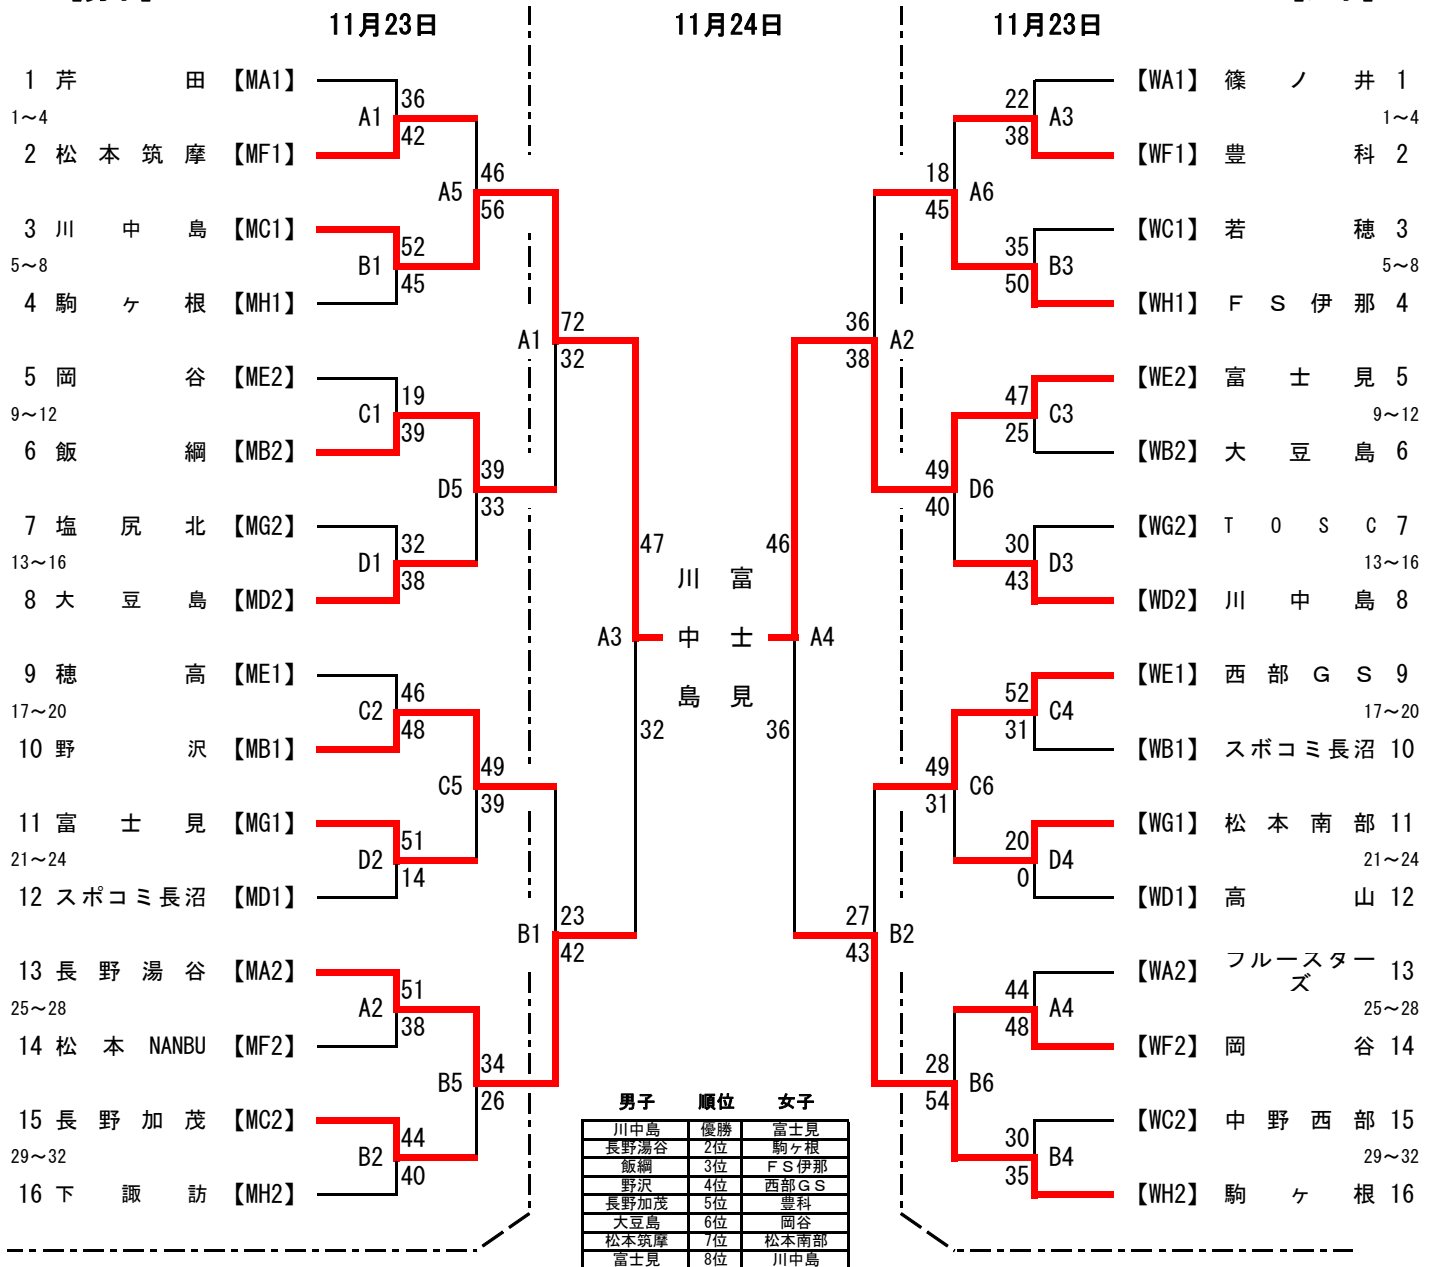 11月23日 11月24日 11月23日
1 芹田 【MA1】 36 22 【WA1】 篠ノ井 1
1～4 A1 A3 1～4
2 松本筑摩 【MF1】 42 38 【WF1】 豊科 2
46 18
A5 A6
56 45
3 川中島 【MC1】 52 35 【WC1】 若穂 3
5～8 B1 B3 5～8
4 駒ヶ根 【MH1】 45 50 【WH1】 FS伊那 4
72 36
A1 A2
32 38
5 岡谷 【ME2】 19 47 【WE2】 富士見 5
9～12 C1 C3 9～12
6 飯綱 【MB2】 39 25 【WB2】 大豆島 6
39 49
D5 D6
33 40
7 塩尻北 【MG2】 32 30 【WG2】 TOSC 7
13～16 D1 D3 13～16
8 大豆島 【MD2】 38 43 【WD2】 川中島 8
47 46
A3 川中島 富士見 A4
32 36
9 穂高 【ME1】 46 52 【WE1】 西部GS 9
17～20 C2 C4 17～20
10 野沢 【MB1】 48 31 【WB1】 スポコミ長沼 10
49 49
C5 C6
39 31
11 富士見 【MG1】 51 20 【WG1】 松本南部 11
21～24 D2 D4 21～24
12 スポコミ長沼 【MD1】 14 0 【WD1】 高山 12
23 27
B1 B2
42 43
13 長野湯谷 【MA2】 51 44 【WA2】 ブルースターズ 13
25～28 A2 A4 25～28
14 松本NANBU 【MF2】 38 48 【WF2】 岡谷 14
34 28
B5 B6
26 54
15 長野加茂 【MC2】 44 30 【WC2】 中野西部 15
29～32 B2 B4 29～32
16 下諏訪 【MH2】 40 35 【WH2】 駒ヶ根 16
男子 順位 女子
川中島 優勝 富士見
長野湯谷 2位 駒ヶ根
飯綱 3位 FS伊那
野沢 4位 西部GS
長野加茂 5位 豊科
大豆島 6位 岡谷
松本筑摩 7位 松本南部
富士見 8位 川中島